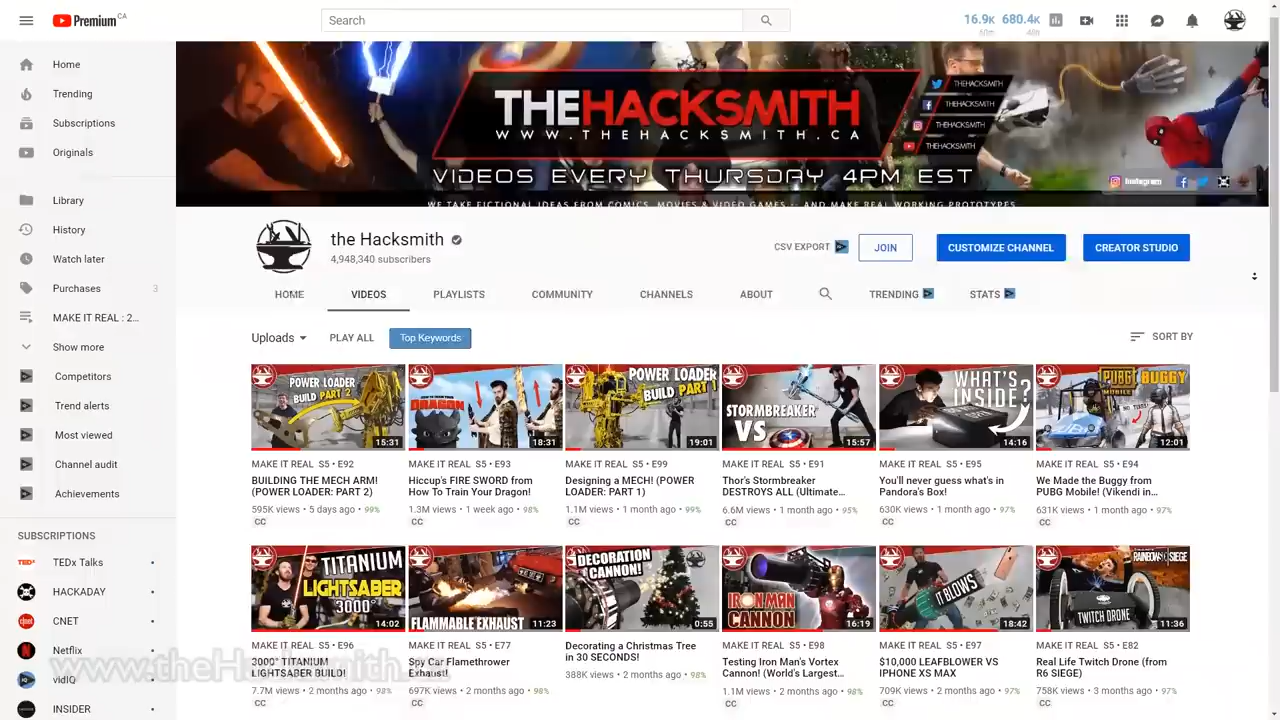 Premium CA
Search
16.9K 680.4K
60m 48h
THEHACKSMITH
WWW.THEHACKSMITH.CA
VIDEOS EVERY THURSDAY 4PM EST
WE TAKE FICTIONAL IDEAS FROM COMICS, MOVIES & VIDEO GAMES -- AND MAKE REAL WORKING PROTOTYPES
THEHACKSMITH
THEHACKSMITH
THEHACKSMITH
THEHACKSMITH
Instagram
Home
Trending
Subscriptions
Originals
Library
History
Watch later
Purchases 3
MAKE IT REAL : 2...
Show more
Competitors
Trend alerts
Most viewed
Channel audit
Achievements
SUBSCRIPTIONS
TEDx Talks
HACKADAY
CNET
Netflix
vidIQ
INSIDER
the Hacksmith
4,948,340 subscribers
CSV EXPORT
JOIN
CUSTOMIZE CHANNEL
CREATOR STUDIO
HOME VIDEOS PLAYLISTS COMMUNITY CHANNELS ABOUT TRENDING STATS
Uploads PLAY ALL Top Keywords SORT BY
POWER LOADER
BUILD PART 2
15:31
MAKE IT REAL S5 • E92
BUILDING THE MECH ARM!
(POWER LOADER: PART 2)
595K views • 5 days ago • 99%
CC
DRAGON
18:31
MAKE IT REAL S5 • E93
Hiccup's FIRE SWORD from
How To Train Your Dragon!
1.3M views • 1 week ago • 98%
CC
POWER LOADER
BUILD PART 1
19:01
MAKE IT REAL S5 • E99
Designing a MECH! (POWER
LOADER: PART 1)
1.1M views • 1 month ago • 99%
CC
STORMBREAKER
VS
15:57
MAKE IT REAL S5 • E91
Thor's Stormbreaker
DESTROYS ALL (Ultimate...
6.6M views • 1 month ago • 95%
CC
WHAT'S
INSIDE?
14:16
MAKE IT REAL S5 • E95
You'll never guess what's in
Pandora's Box!
630K views • 1 month ago • 97%
CC
PUBG BUGGY
MOBILE
12:01
MAKE IT REAL S5 • E94
We Made the Buggy from
PUBG Mobile! (Vikendi in...
631K views • 1 month ago • 97%
CC
TITANIUM
LIGHTSABER
3000°
14:02
MAKE IT REAL S5 • E96
3000° TITANIUM
LIGHTSABER BUILD!
7.7M views • 2 months ago • 98%
CC
FLAMMABLE EXHAUST
11:23
MAKE IT REAL S5 • E77
Spy Car Flamethrower
Exhaust!
697K views • 2 months ago • 98%
CC
DECORATION
CANNON!
0:55
Decorating a Christmas Tree
in 30 SECONDS!
388K views • 2 months ago • 98%
IRON MAN
CANNON
16:19
MAKE IT REAL S5 • E98
Testing Iron Man's Vortex
Cannon! (World's Largest...
1.1M views • 2 months ago • 98%
CC
IT BLOWS
18:42
MAKE IT REAL S5 • E97
$10,000 LEAFBLOWER VS
IPHONE XS MAX
709K views • 2 months ago • 97%
CC
RAINBOW SIEGE
TWITCH DRONE
11:36
MAKE IT REAL S5 • E82
Real Life Twitch Drone (from
R6 SIEGE)
758K views • 3 months ago • 97%
CC
www.theHacksmith.ca